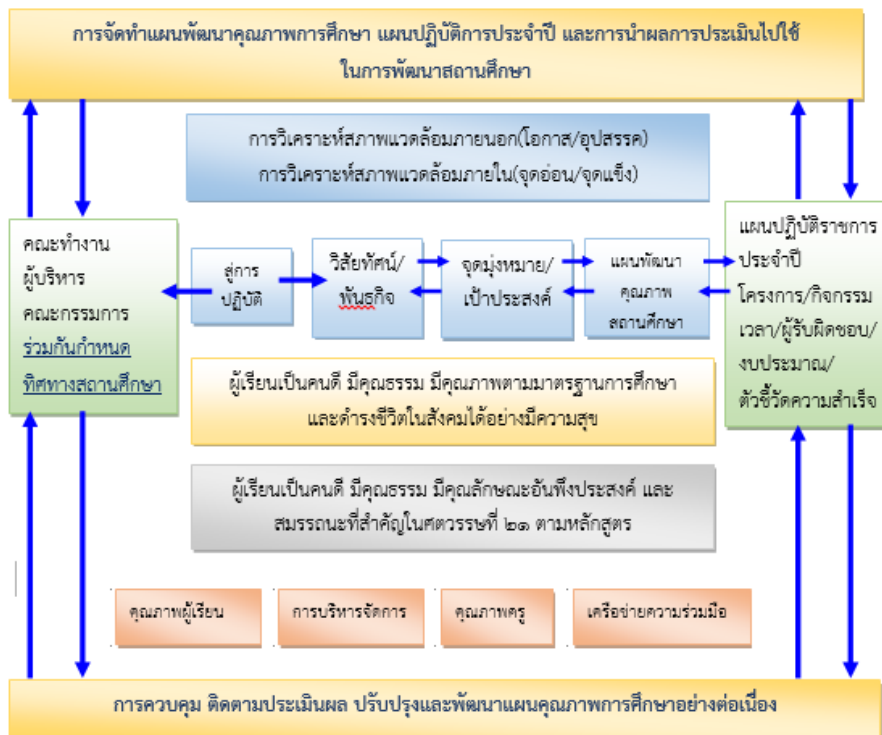 การจัดทำแผนพัฒนาคุณภาพการศึกษา แผนปฏิบัติการประจำปี และการนำผลการประเมินไปใช้
ในการพัฒนาสถานศึกษา
การวิเคราะห์สภาพแวดล้อมภายนอก(โอกาส/อุปสรรค)
การวิเคราะห์สภาพแวดล้อมภายใน(จุดอ่อน/จุดแข็ง)
คณะทำงาน
ผู้บริหาร
คณะกรรมการ
ร่วมกันกำหนด
ทิศทางสถานศึกษา
สู่การ
ปฏิบัติ
วิสัยทัศน์/
พันธกิจ
จุดมุ่งหมาย/
เป้าประสงค์
แผนพัฒนา
คุณภาพ
สถานศึกษา
แผนปฏิบัติราชการ
ประจำปี
โครงการ/กิจกรรม
เวลา/ผู้รับผิดชอบ/
งบประมาณ/
ตัวชี้วัดความสำเร็จ
ผู้เรียนเป็นคนดี มีคุณธรรม มีคุณภาพตามมาตรฐานการศึกษา
และดำรงชีวิตในสังคมได้อย่างมีความสุข
ผู้เรียนเป็นคนดี มีคุณธรรม มีคุณลักษณะอันพึงประสงค์ และ
สมรรถนะที่สำคัญในศตวรรษที่ ๒๑ ตามหลักสูตร
คุณภาพผู้เรียน
การบริหารจัดการ
คุณภาพครู
เครือข่ายความร่วมมือ
การควบคุม ติดตามประเมินผล ปรับปรุงและพัฒนาแผนคุณภาพการศึกษาอย่างต่อเนื่อง